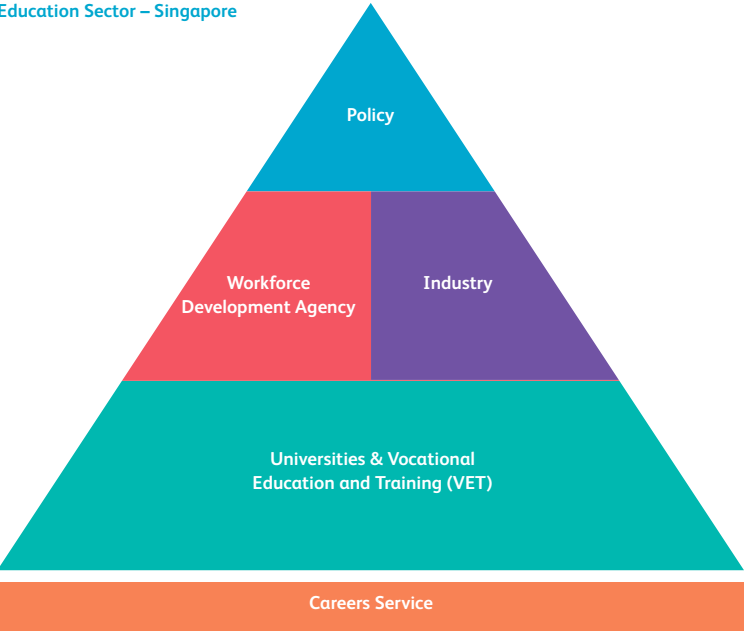 Education Sector – Singapore
Policy
Workforce
Development Agency
Industry
Universities & Vocational
Education and Training (VET)
Careers Service